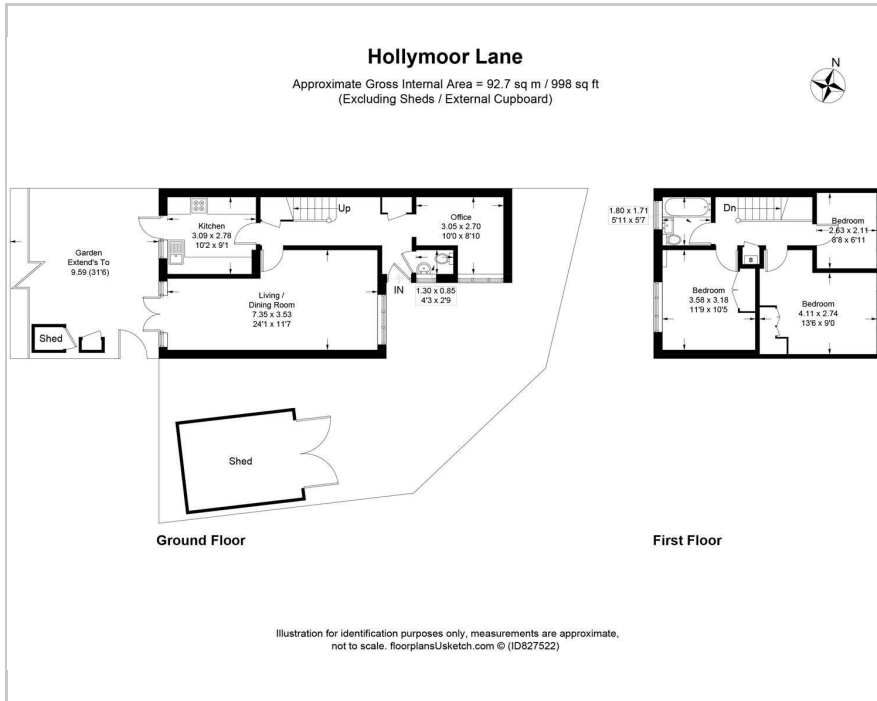 Hollymoor Lane
Approximate Gross Internal Area = 92.7 sq m / 998 sq ft
(Excluding Sheds / External Cupboard)
N
Kitchen
3.09 x 2.78
10'2 x 9'1
Up
Office
3.05 x 2.70
10'0 x 8'10
Garden
Extend's To
9.59 (31'6)
IN
1.30 x 0.85
4'3 x 2'9
Living /
Dining Room
7.35 x 3.53
24'1 x 11'7
Shed
Shed
Ground Floor
1.80 x 1.71
5'11 x 5'7
Dn
Bedroom
2.63 x 2.11
8'8 x 6'11
Bedroom
3.58 x 3.18
11'9 x 10'5
Bedroom
4.11 x 2.74
13'6 x 9'0
First Floor
Illustration for identification purposes only, measurements are approximate,
not to scale. floorplansUsketch.com © (ID827522)